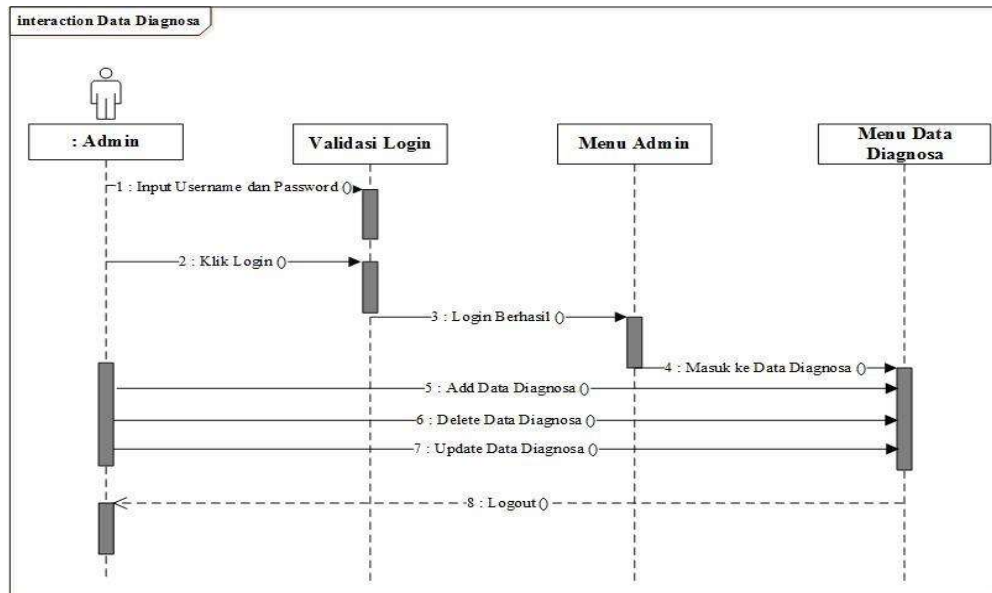 interaction Data Diagnosa
: Admin
Validasi Login
Menu Admin
Menu Data
Diagnosa
1 : Input Username dan Password ()
2 : Klik Login ()
3 : Login Berhasil ()
4 : Masuk ke Data Diagnosa ()
5 : Add Data Diagnosa ()
6 : Delete Data Diagnosa ()
7 : Update Data Diagnosa ()
8 : Logout ()